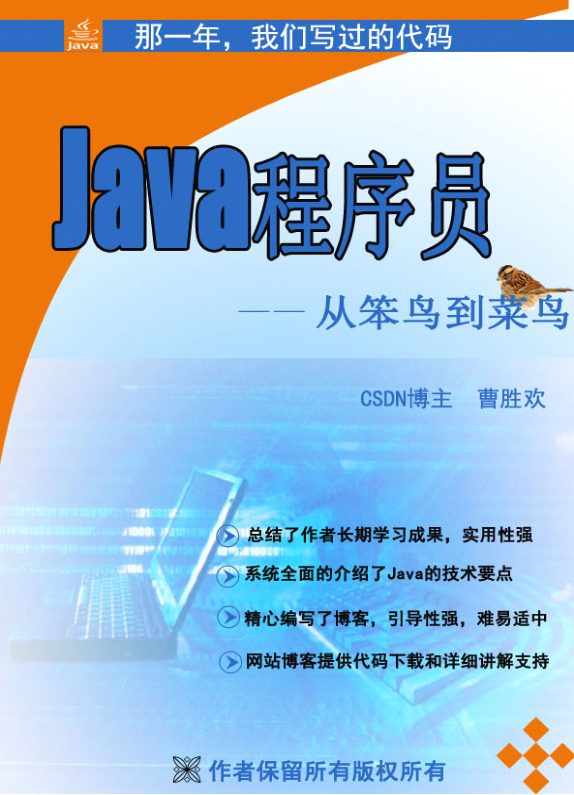 Java
那一年，我们写过的代码
Java程序员
——从笨鸟到菜鸟
CSDN博主 曹胜欢
总结了作者长期学习成果，实用性强
系统全面的介绍了Java的技术要点
精心编写了博客，引导性强，难易适中
网站博客提供代码下载和详细讲解支持
作者保留所有版权所有